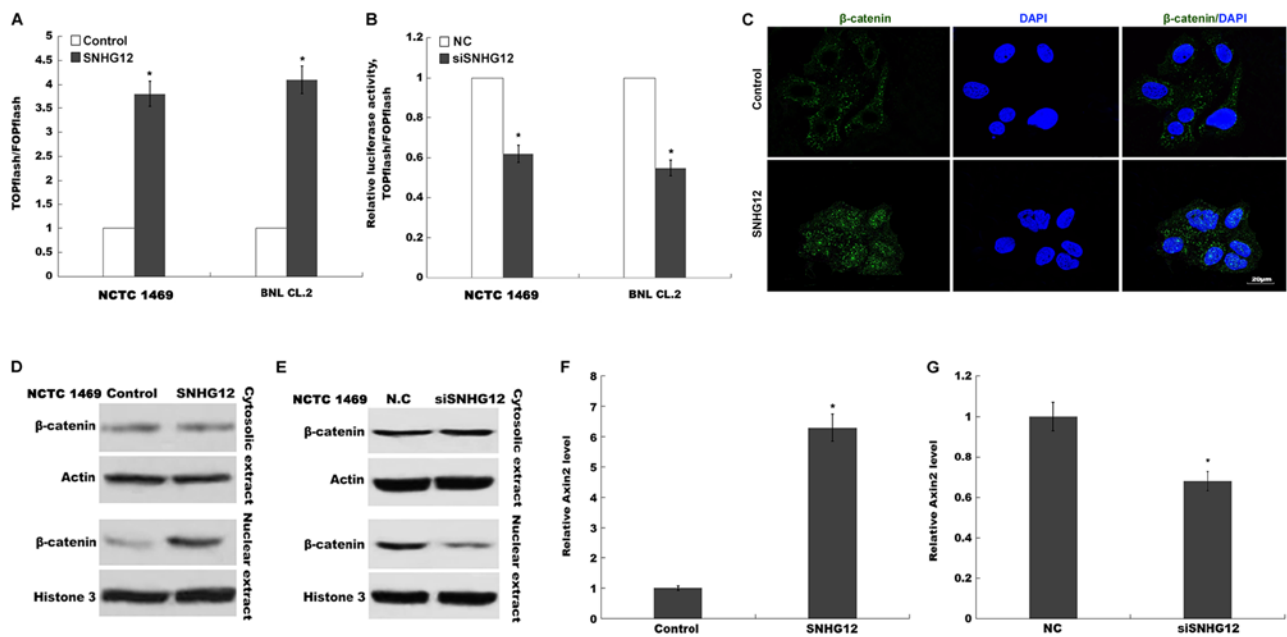 A
Control
SNHG12
TOPflash/FOPflash
5
4.5
4
3.5
3
2.5
2
1.5
1
0.5
0
*
*
NCTC 1469
BNL CL.2
B
NC
siSNHG12
Relative luciferase activity,
TOPflash/FOPflash
1.2
1
0.8
0.6
0.4
0.2
0
*
*
NCTC 1469
BNL CL.2
C
β-catenin
DAPI
β-catenin/DAPI
Control
SNHG12
20μm
D
NCTC 1469
Control
SNHG12
β-catenin
Actin
Cytosolic extract
β-catenin
Histone 3
Nuclear extract
E
NCTC 1469
N.C
siSNHG12
β-catenin
Actin
Cytosolic extract
β-catenin
Histone 3
Nuclear extract
F
Relative Axin2 level
8
7
6
5
4
3
2
1
0
*
Control
SNHG12
G
Relative Axin2 level
1.2
1
0.8
0.6
0.4
0.2
0
*
NC
siSNHG12